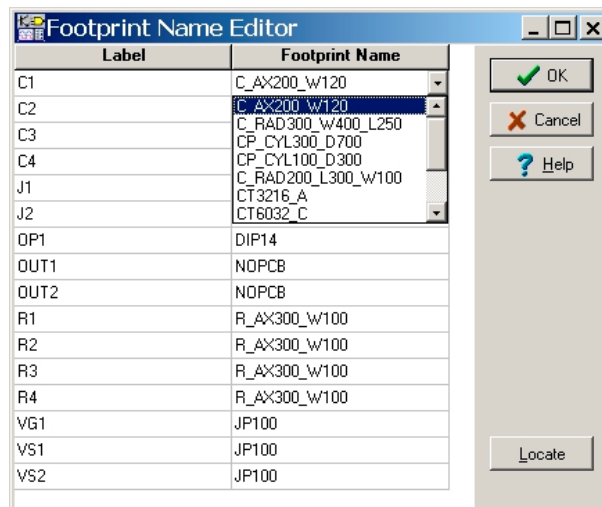 Footprint Name Editor
Label Footprint Name
C1 C_AX200_W120
C2 C_AX200_W120
C_RAD300_W400_L250
C3 CP_CYL300_D700
C4 CP_CYL100_D300
J1 C_RAD200_L300_W100
CT3216_A
J2 CT6032_C
OP1 DIP14
OUT1 NOPCB
OUT2 NOPCB
R1 R_AX300_W100
R2 R_AX300_W100
R3 R_AX300_W100
R4 R_AX300_W100
VG1 JP100
VS1 JP100
VS2 JP100
OK
Cancel
Help
Locate